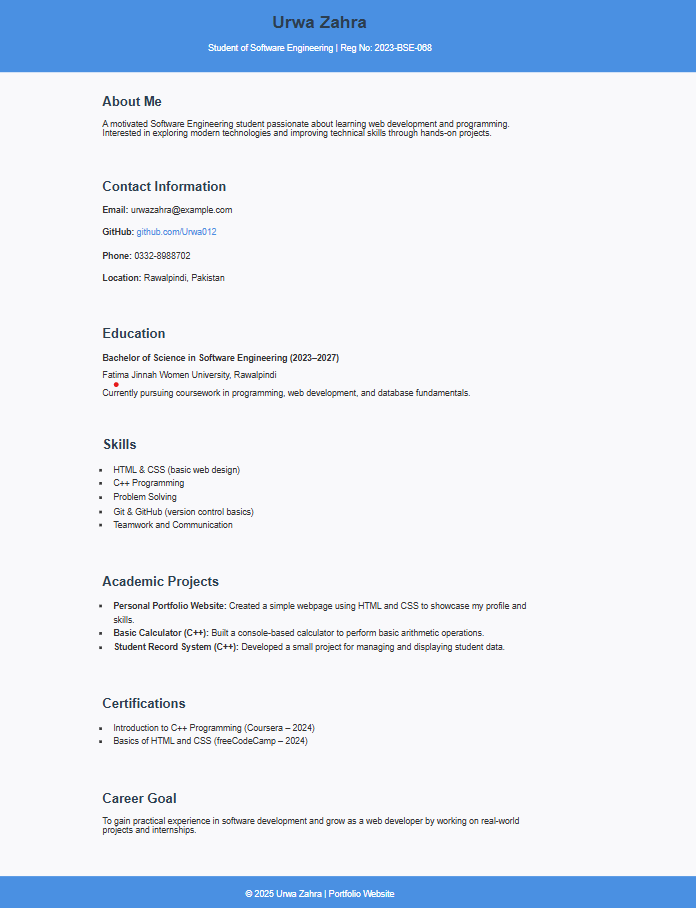 Urwa Zahra
Student of Software Engineering | Reg No: 2023-BSE-068
About Me
A motivated Software Engineering student passionate about learning web development and programming.
Interested in exploring modern technologies and improving technical skills through hands-on projects.
Contact Information
Email: urwazahra@example.com
GitHub: github.com/Urwa012
Phone: 0332-8988702
Location: Rawalpindi, Pakistan
Education
Bachelor of Science in Software Engineering (2023–2027)
Fatima Jinnah Women University, Rawalpindi
Currently pursuing coursework in programming, web development, and database fundamentals.
Skills
▪ HTML & CSS (basic web design)
▪ C++ Programming
▪ Problem Solving
▪ Git & GitHub (version control basics)
▪ Teamwork and Communication
Academic Projects
▪ Personal Portfolio Website: Created a simple webpage using HTML and CSS to showcase my profile and
skills.
▪ Basic Calculator (C++): Built a console-based calculator to perform basic arithmetic operations.
▪ Student Record System (C++): Developed a small project for managing and displaying student data.
Certifications
▪ Introduction to C++ Programming (Coursera – 2024)
▪ Basics of HTML and CSS (freeCodeCamp – 2024)
Career Goal
To gain practical experience in software development and grow as a web developer by working on real-world
projects and internships.
© 2025 Urwa Zahra | Portfolio Website